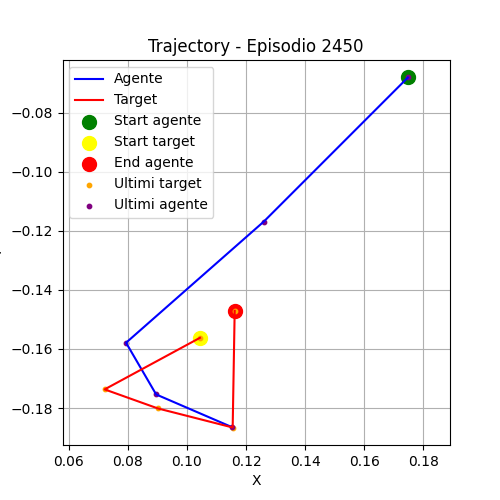 Trajectory - Episodio 2450
Agente
Target
Start agente
Start target
End agente
Ultimi target
Ultimi agente
−0.08
−0.10
−0.12
−0.14
−0.16
−0.18
0.06 0.08 0.10 0.12 0.14 0.16 0.18
X